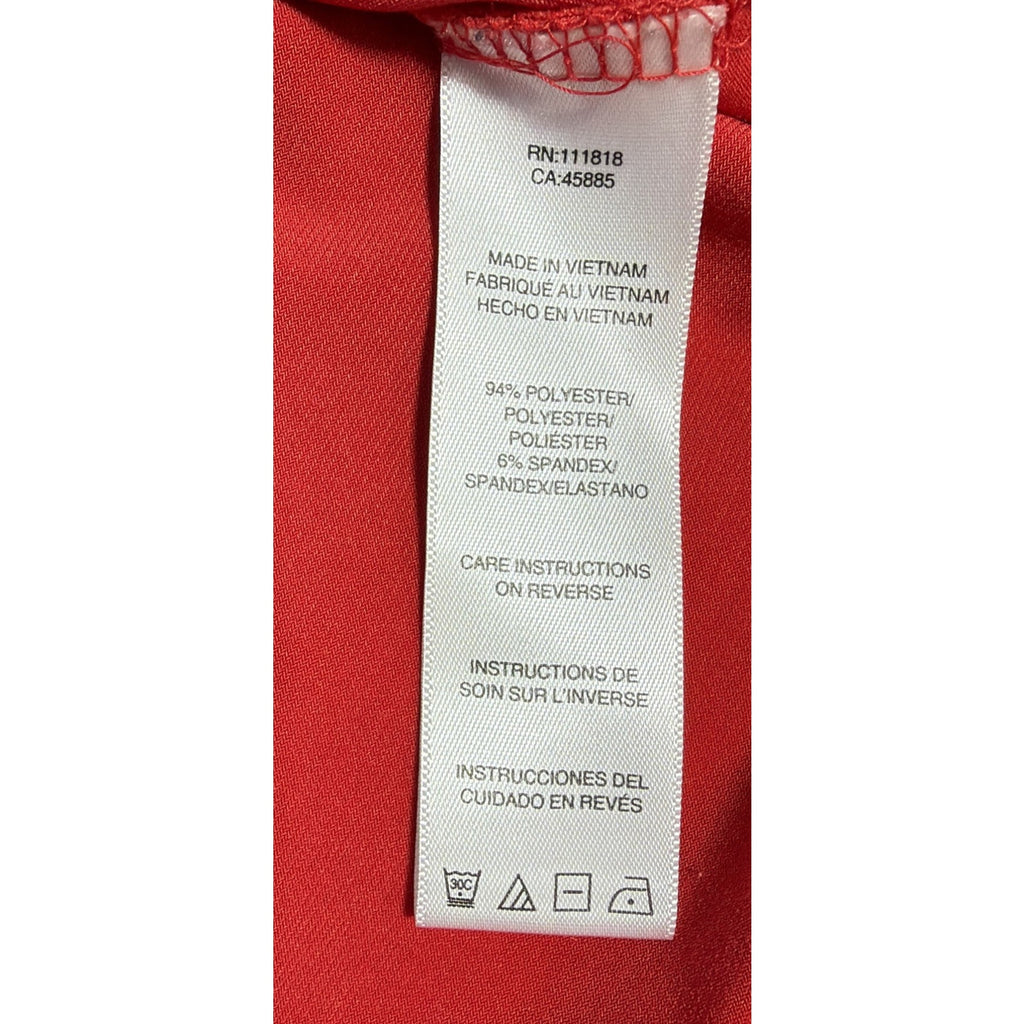 RN:111818
CA:45885
MADE IN VIETNAM
FABRIQUÉ AU VIETNAM
HECHO EN VIETNAM
94% POLYESTER/
POLYESTER/
POLIÉSTER
6% SPANDEX/
SPANDEX/ELASTANO
CARE INSTRUCTIONS
ON REVERSE
INSTRUCTIONS DE
SOIN SUR L'INVERSE
INSTRUCCIONES DEL
CUIDADO EN REVÉS
30C